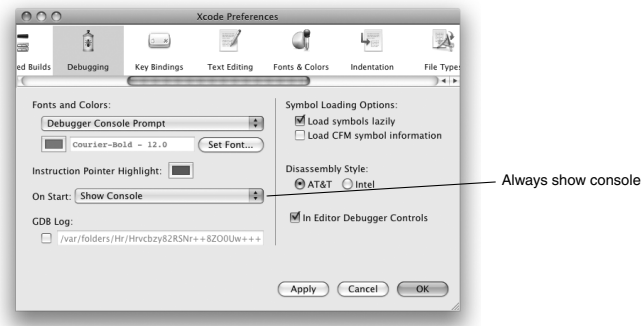 Xcode Preferences
ed Builds Debugging Key Bindings Text Editing Fonts & Colors Indentation File Types
Fonts and Colors:
Debugger Console Prompt
Courier-Bold - 12.0 Set Font...
Instruction Pointer Highlight:
On Start: Show Console
GDB Log:
/var/folders/Hr/Hrvcbzy82RSNr++8ZO0Uw+++
Symbol Loading Options:
Load symbols lazily
Load CFM symbol information
Disassembly Style:
AT&T Intel
In Editor Debugger Controls
Always show console
Apply Cancel OK